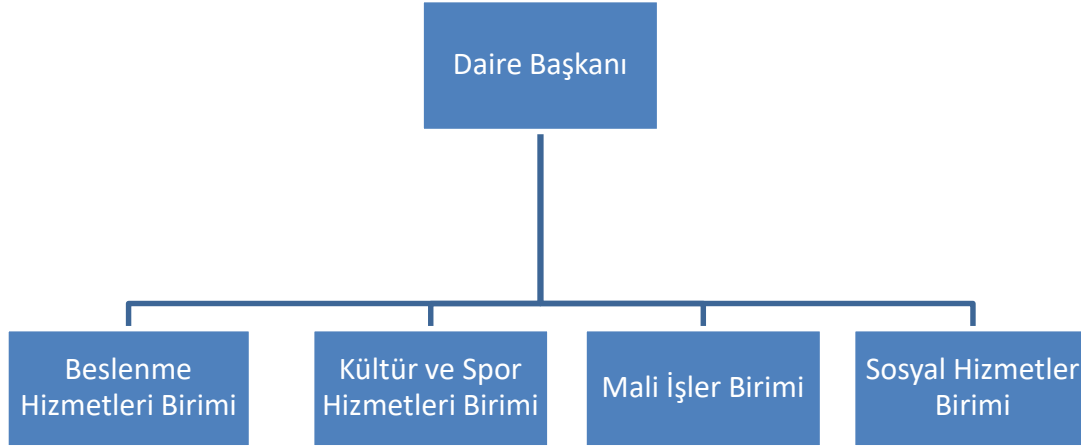 Daire Başkanı
Beslenme
Hizmetleri Birimi
Kültür ve Spor
Hizmetleri Birimi
Mali İşler Birimi
Sosyal Hizmetler
Birimi